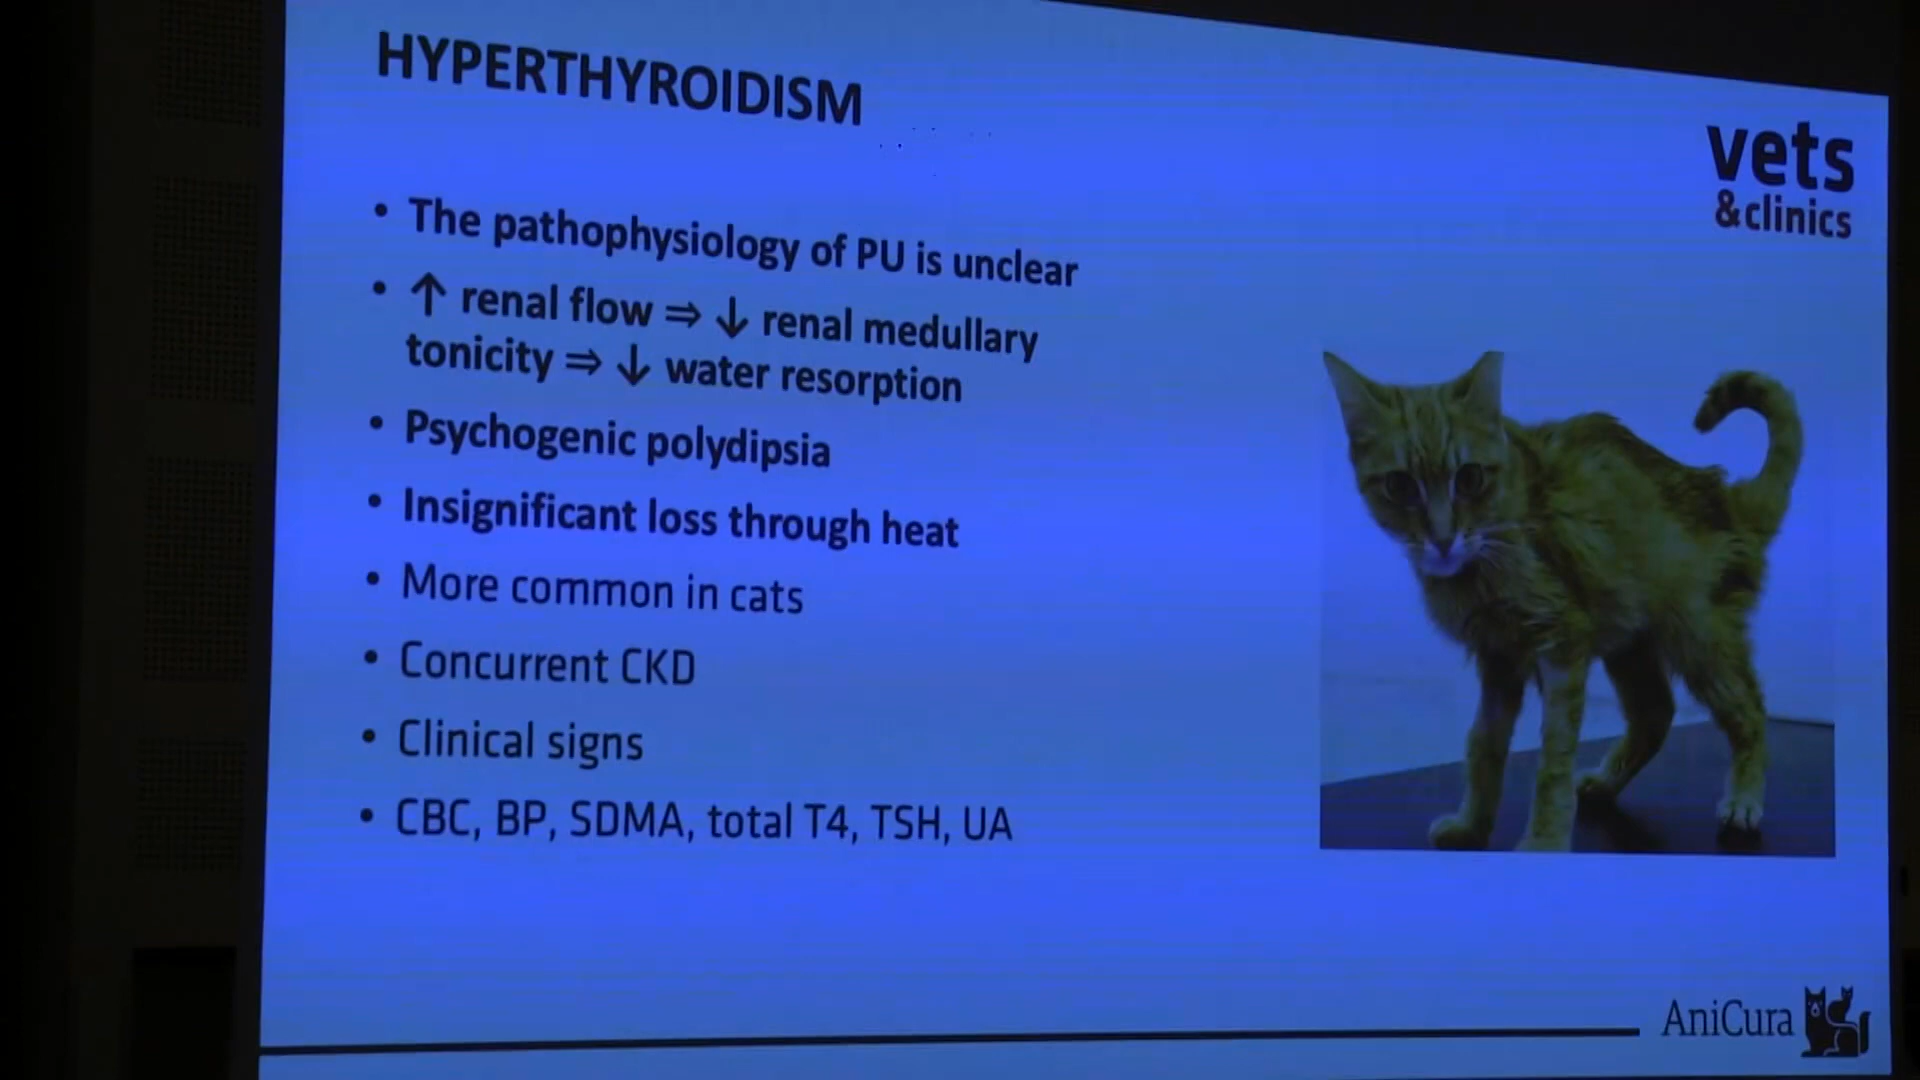 HYPERTHYROIDISM
vets
&clinics
• The pathophysiology of PU is unclear
• ↑ renal flow ⇒ ↓ renal medullary
tonicity ⇒ ↓ water resorption
• Psychogenic polydipsia
• Insignificant loss through heat
• More common in cats
• Concurrent CKD
• Clinical signs
• CBC, BP, SDMA, total T4, TSH, UA
AniCura